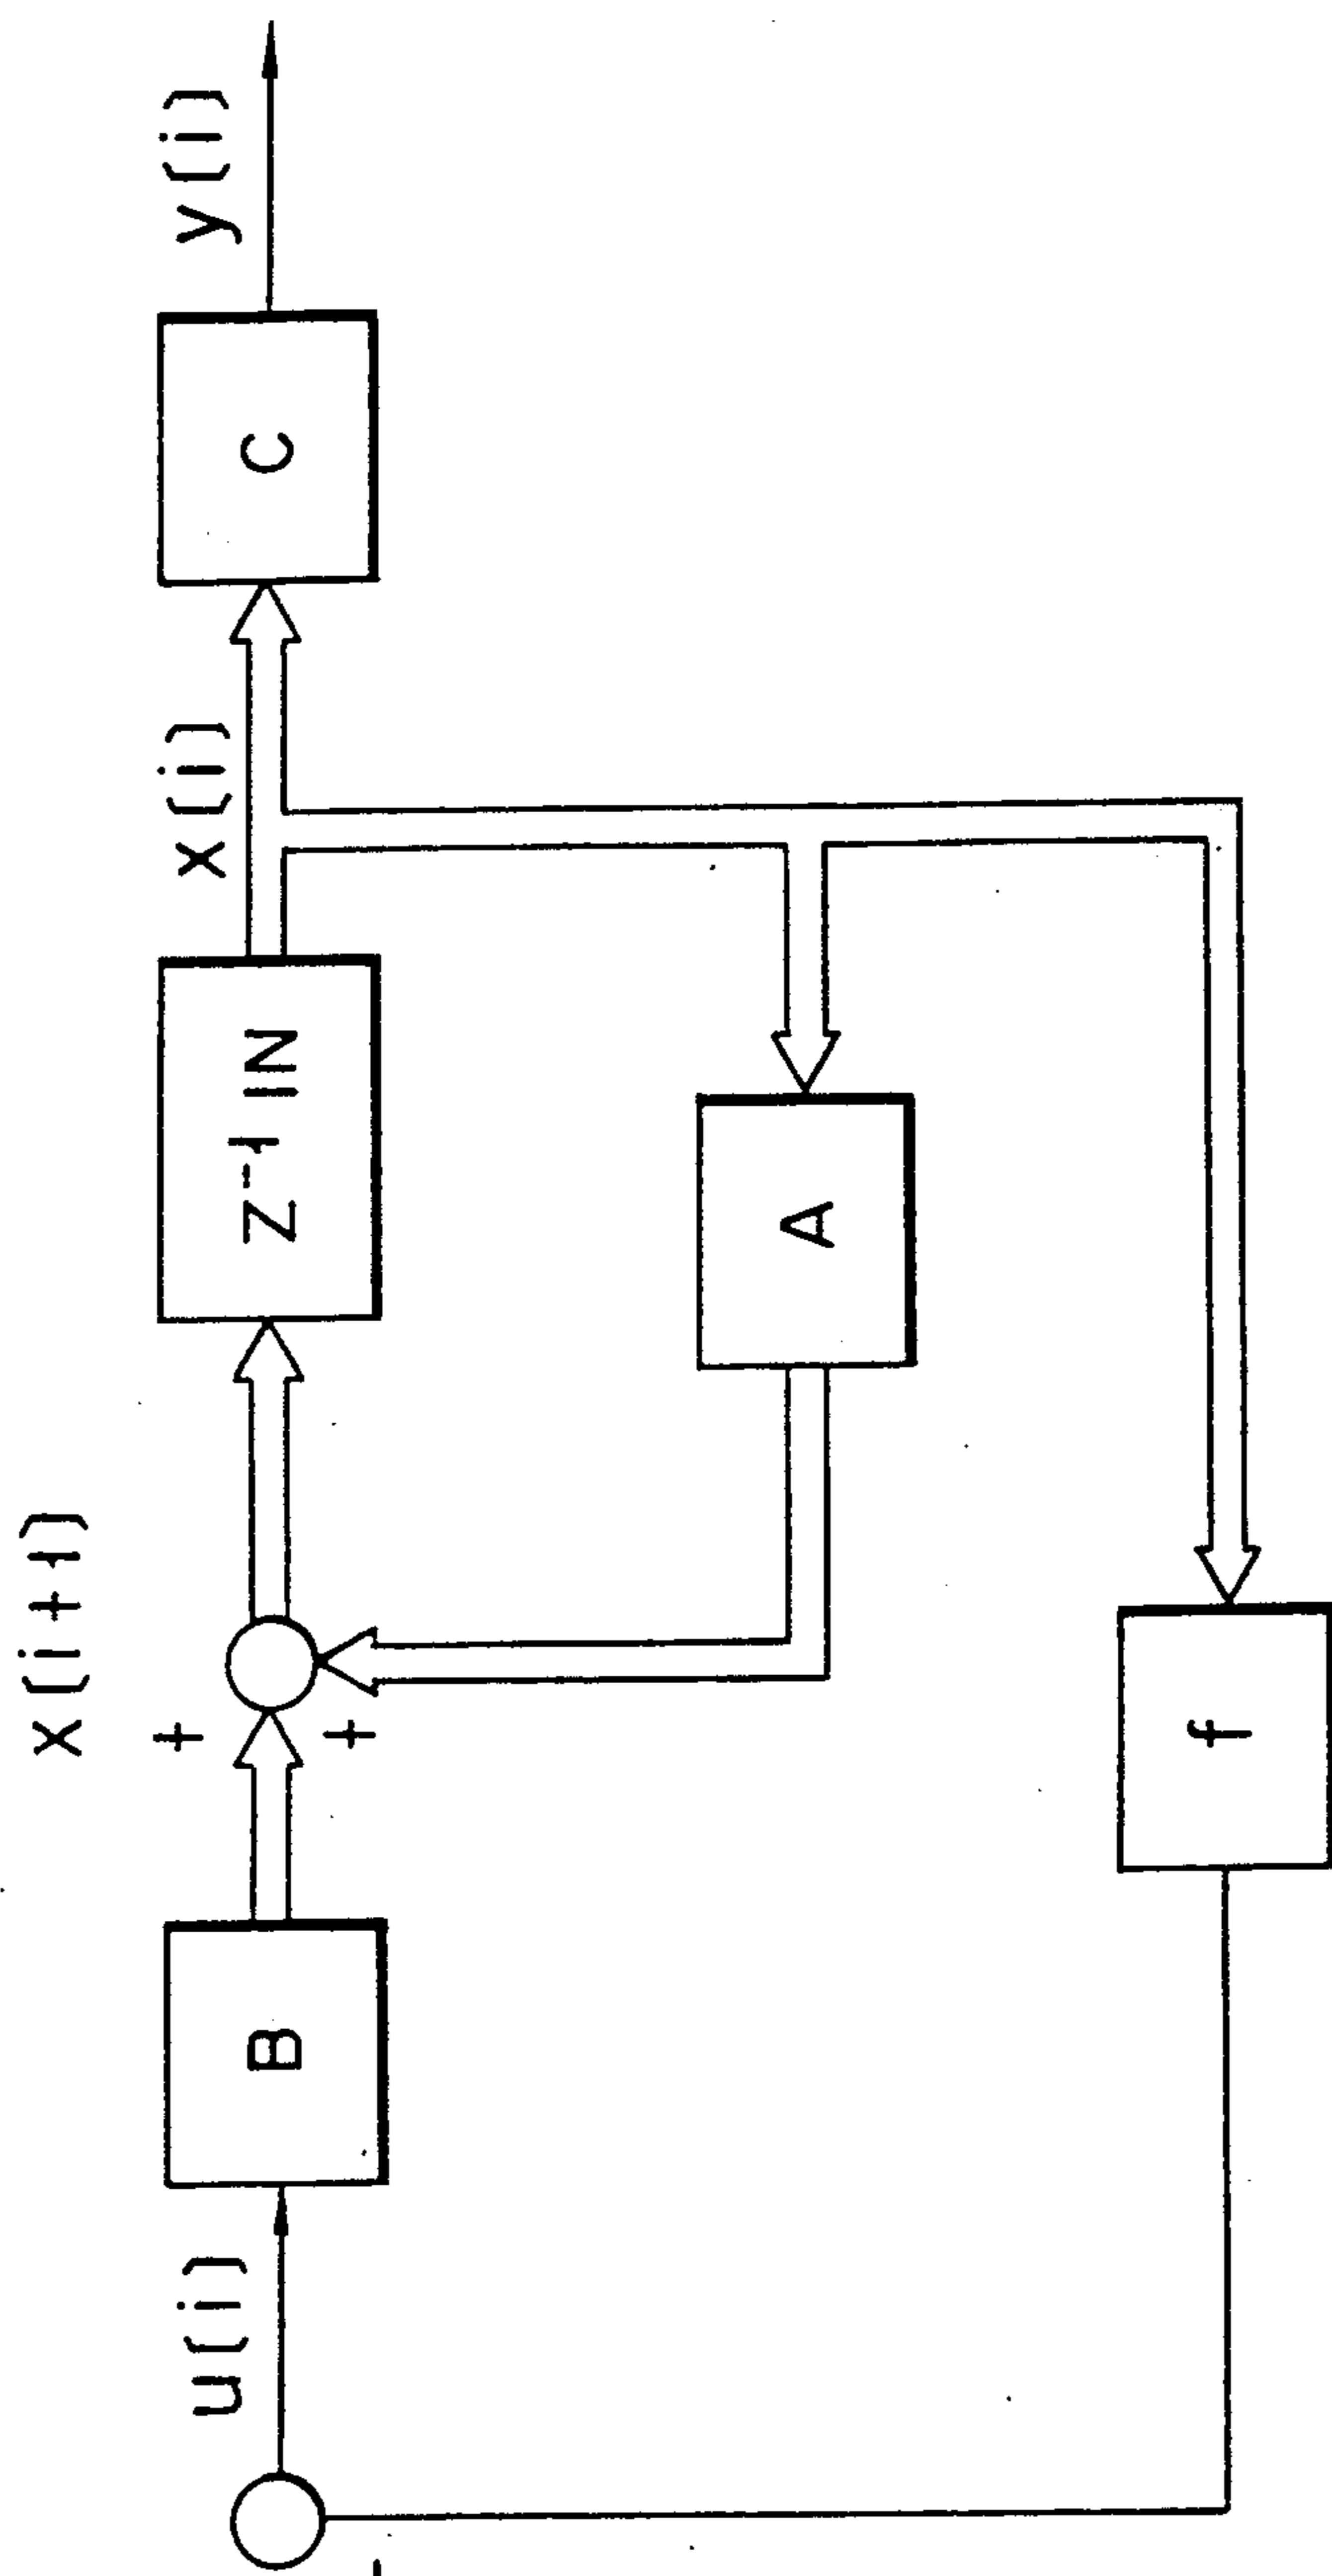 u(i)
B
x(i+1)
+
+
Z⁻¹ IN
x(i)
C
y(i)
A
f
-